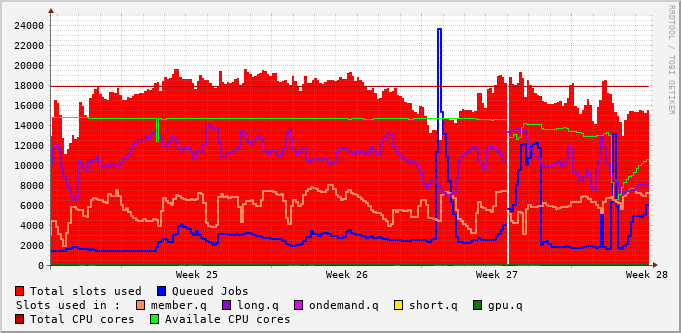 24000
22000
20000
18000
16000
14000
12000
10000
8000
6000
4000
2000
0
Week 25 Week 26 Week 27 Week 28
Total slots used Queued Jobs
Slots used in : member.q long.q ondemand.q short.q gpu.q
Total CPU cores Availale CPU cores
RRDTOOL / TOBI OETIKER